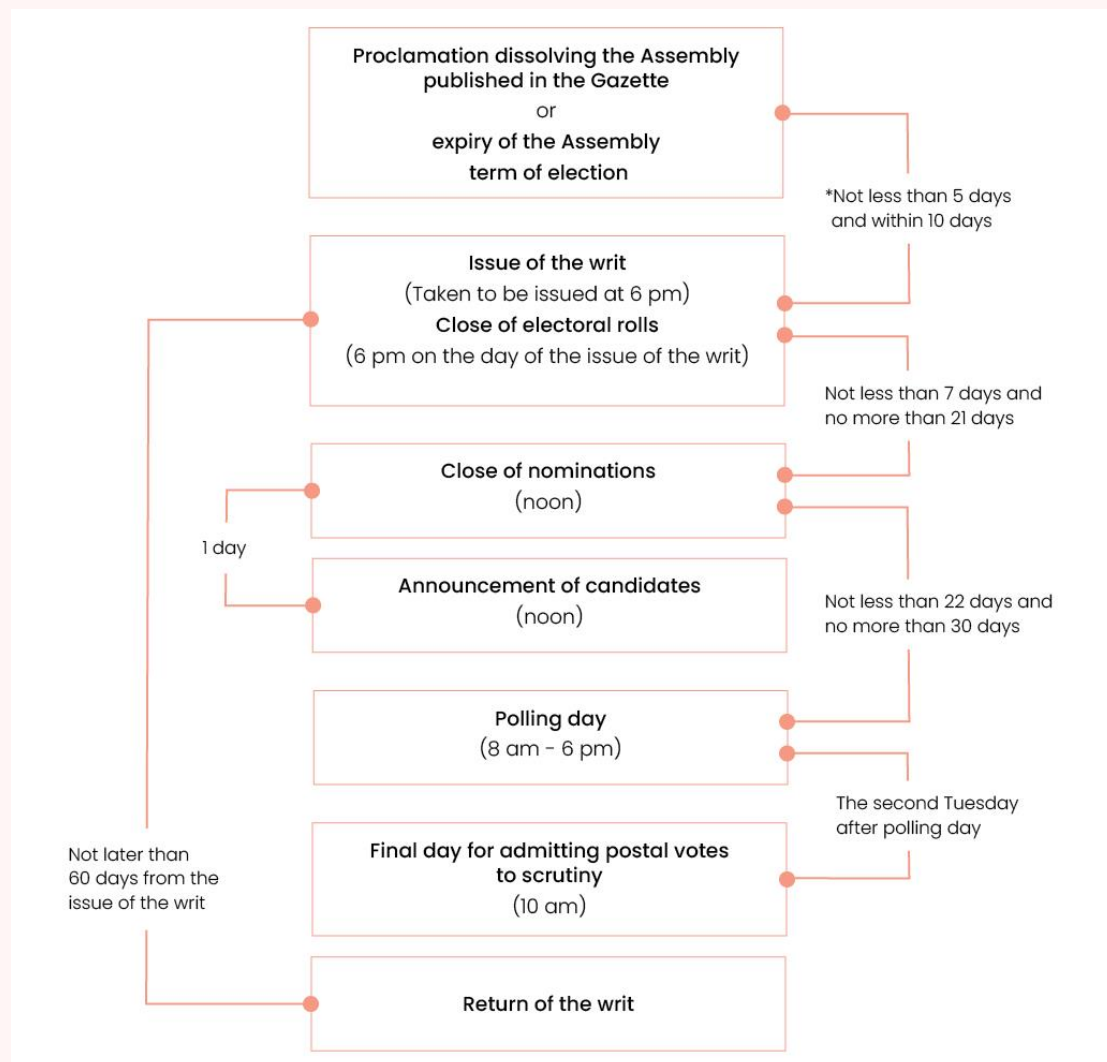 Proclamation dissolving the Assembly
published in the Gazette
or
expiry of the Assembly
term of election
*Not less than 5 days
and within 10 days
Issue of the writ
(Taken to be issued at 6 pm)
Close of electoral rolls
(6 pm on the day of the issue of the writ)
Not less than 7 days and
no more than 21 days
Close of nominations
(noon)
1 day
Announcement of candidates
(noon)
Not less than 22 days and
no more than 30 days
Polling day
(8 am - 6 pm)
The second Tuesday
after polling day
Final day for admitting postal votes
to scrutiny
(10 am)
Not later than
60 days from the
issue of the writ
Return of the writ